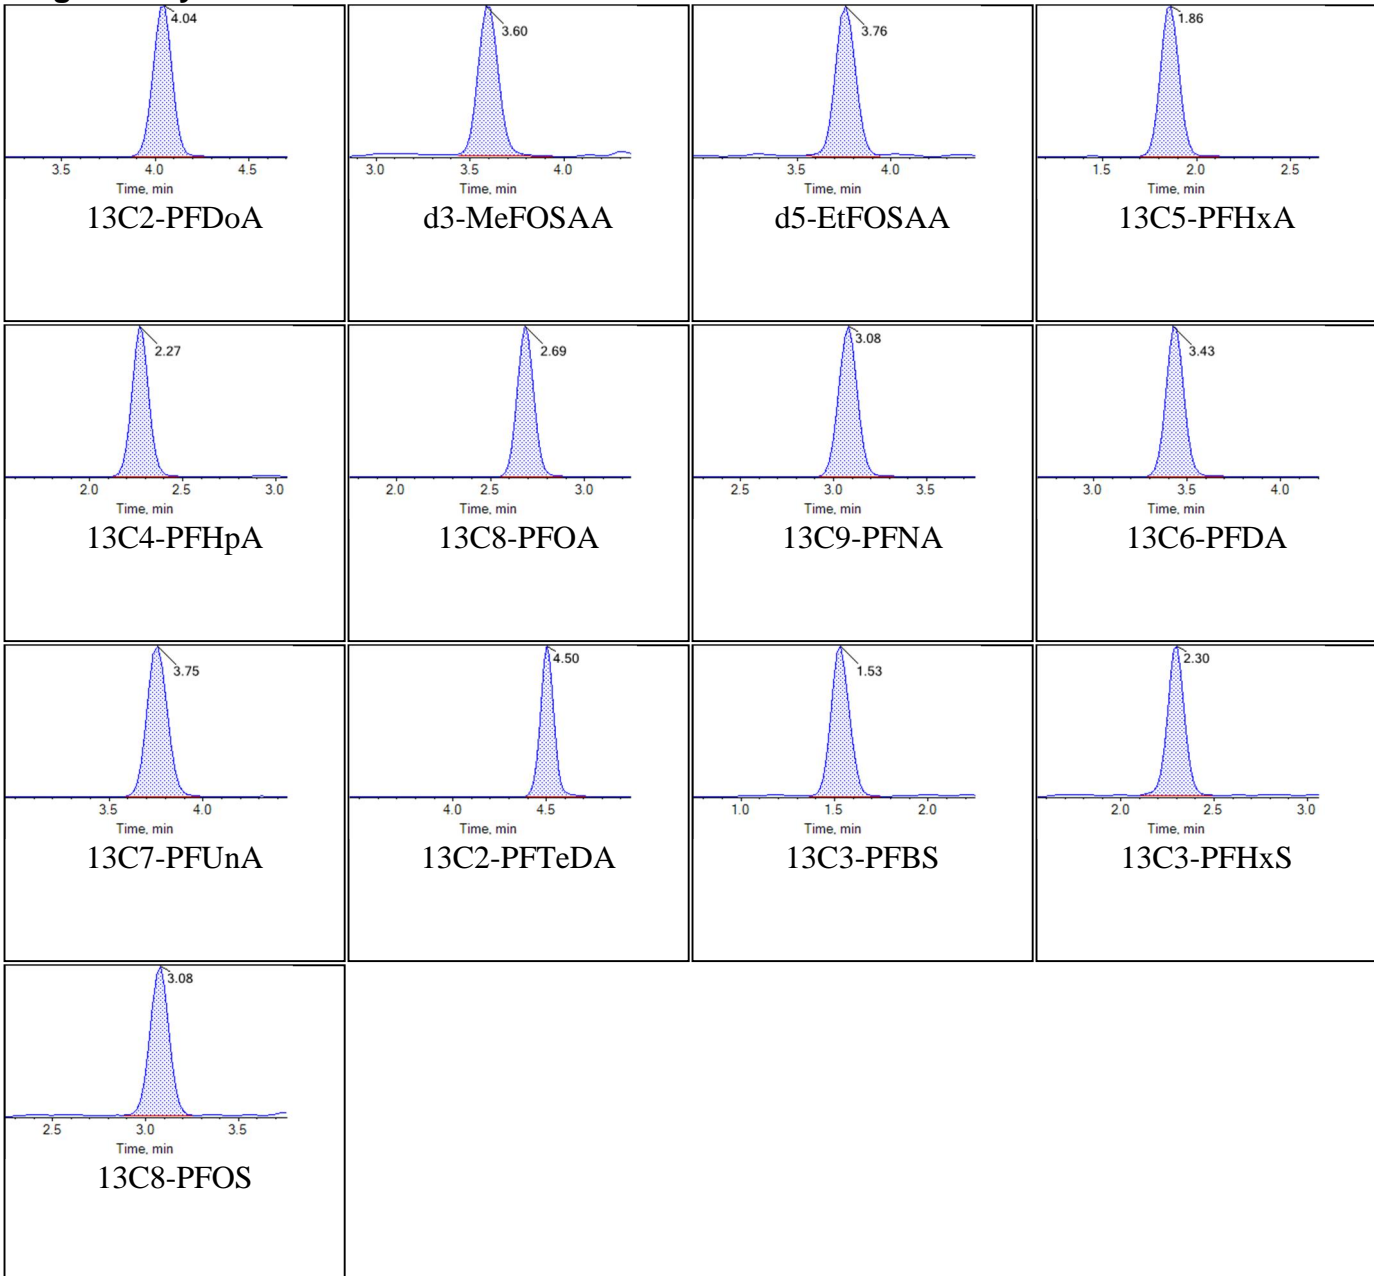 4.04
3.5 4.0 4.5
Time, min
13C2-PFDoA
3.60
3.0 3.5 4.0
Time, min
d3-MeFOSAA
3.76
3.5 4.0
Time, min
d5-EtFOSAA
1.86
1.5 2.0 2.5
Time, min
13C5-PFHxA
2.27
2.0 2.5 3.0
Time, min
13C4-PFHpA
2.69
2.0 2.5 3.0
Time, min
13C8-PFOA
3.08
2.5 3.0 3.5
Time, min
13C9-PFNA
3.43
3.0 3.5 4.0
Time, min
13C6-PFDA
3.75
3.5 4.0
Time, min
13C7-PFUnA
4.50
4.0 4.5
Time, min
13C2-PFTeDA
1.53
1.0 1.5 2.0
Time, min
13C3-PFBS
2.30
2.0 2.5 3.0
Time, min
13C3-PFHxS
3.08
2.5 3.0 3.5
Time, min
13C8-PFOS